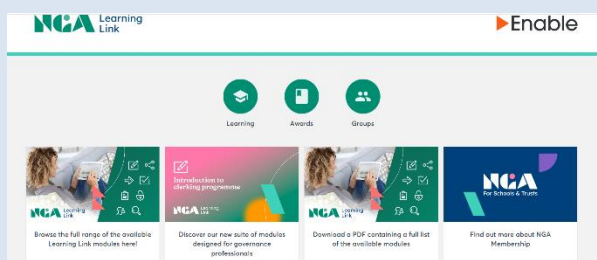 NGA Learning
Link
Enable
Learning
Awards
Groups
NGA Learning
Link
Browse the full range of the available
Learning Link modules here!
Introduction to
clerking programme
NGA LEARNING
LINK
Discover our new suite of modules
designed for governance
professionals
NGA Learning
Link
Download a PDF containing a full list
of the available modules
NGA
For Schools & Trusts
Find out more about NGA
Membership